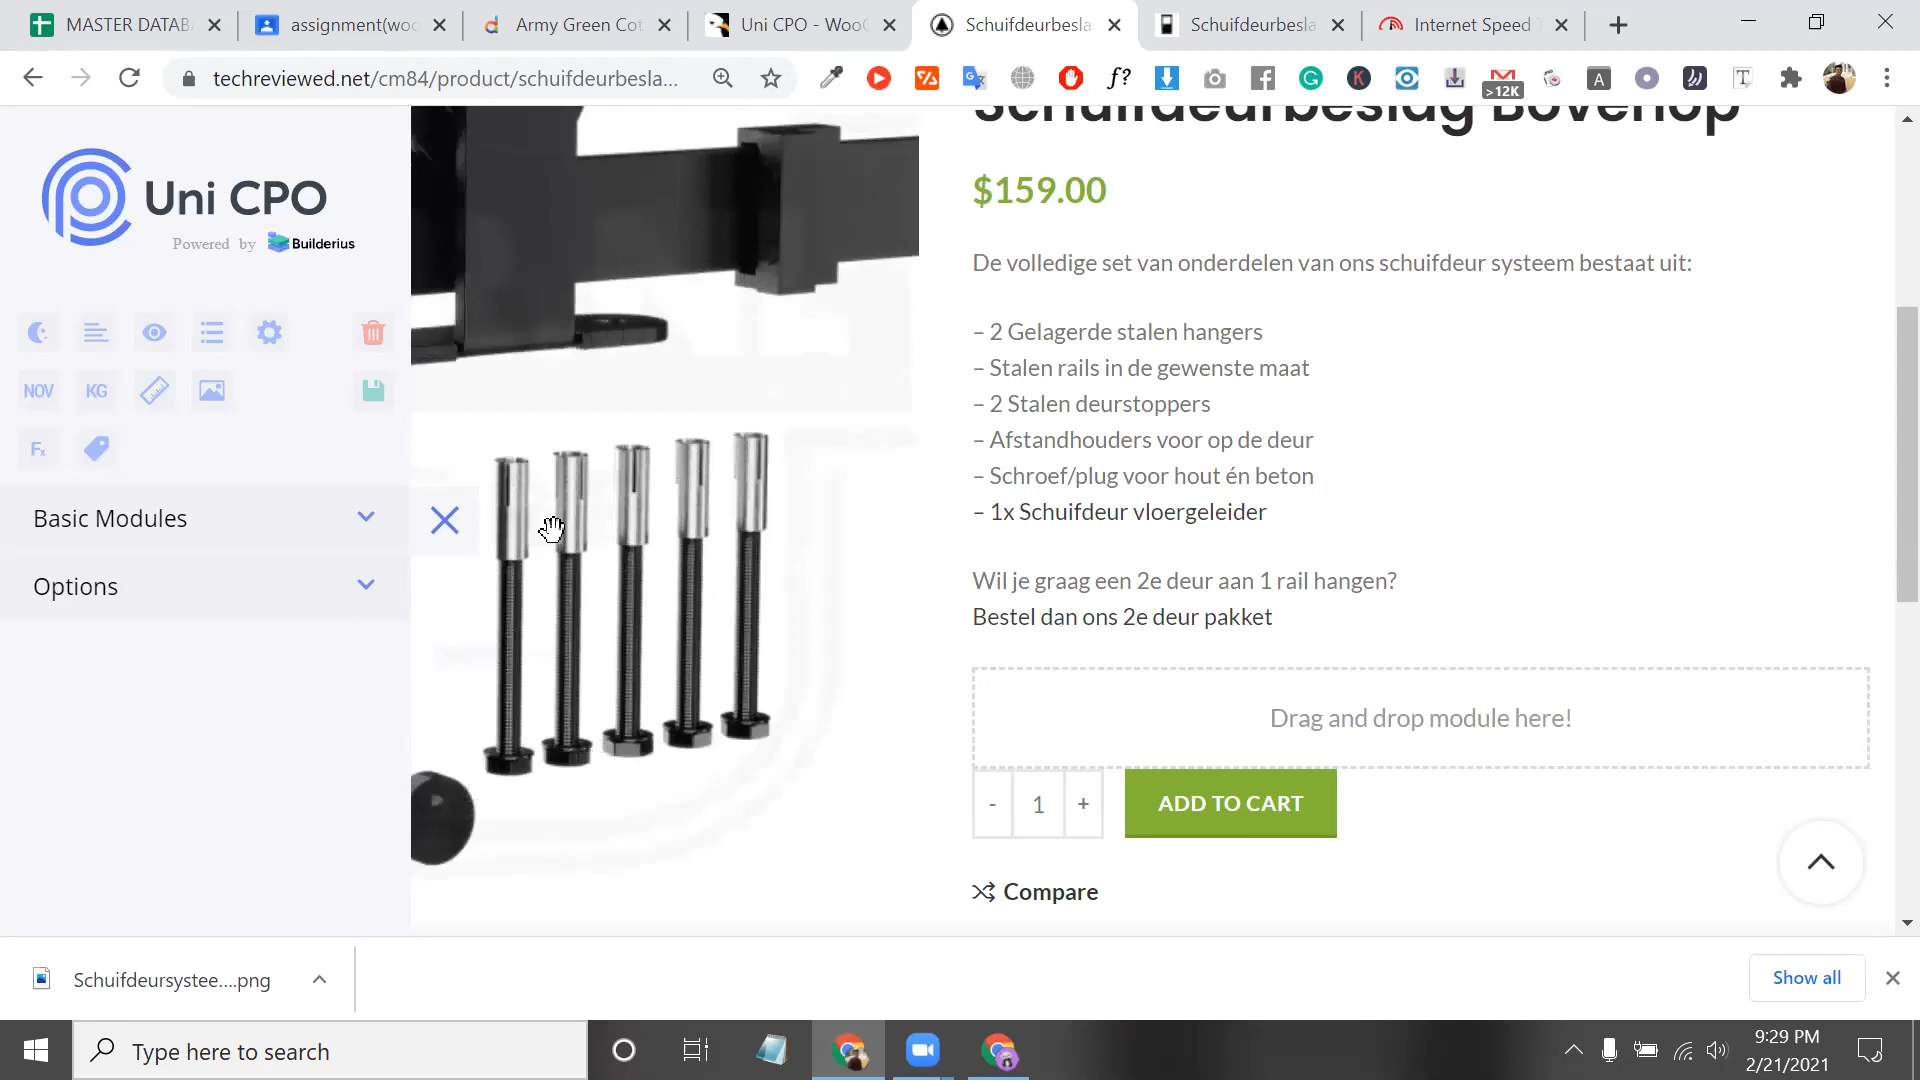 MASTER DATAB
assignment(woo
Army Green Cot
Uni CPO - WooC
Schuifdeurbesla
Schuifdeurbesla
Internet Speed T
techreviewed.net/cm84/product/schuifdeurbesla...
>12K
Uni CPO
Powered by Builderius
NOV
KG
Fx
Basic Modules
Options
Schuifdeurbeslag Bovenop
$159.00
De volledige set van onderdelen van ons schuifdeur systeem bestaat uit:
– 2 Gelagerde stalen hangers
– Stalen rails in de gewenste maat
– 2 Stalen deurstoppers
– Afstandhouders voor op de deur
– Schroef/plug voor hout én beton
– 1x Schuifdeur vloergeleider
Wil je graag een 2e deur aan 1 rail hangen?
Bestel dan ons 2e deur pakket
Drag and drop module here!
- 1 +
ADD TO CART
Compare
Schuifdeursystee....png
Show all
Type here to search
9:29 PM
2/21/2021